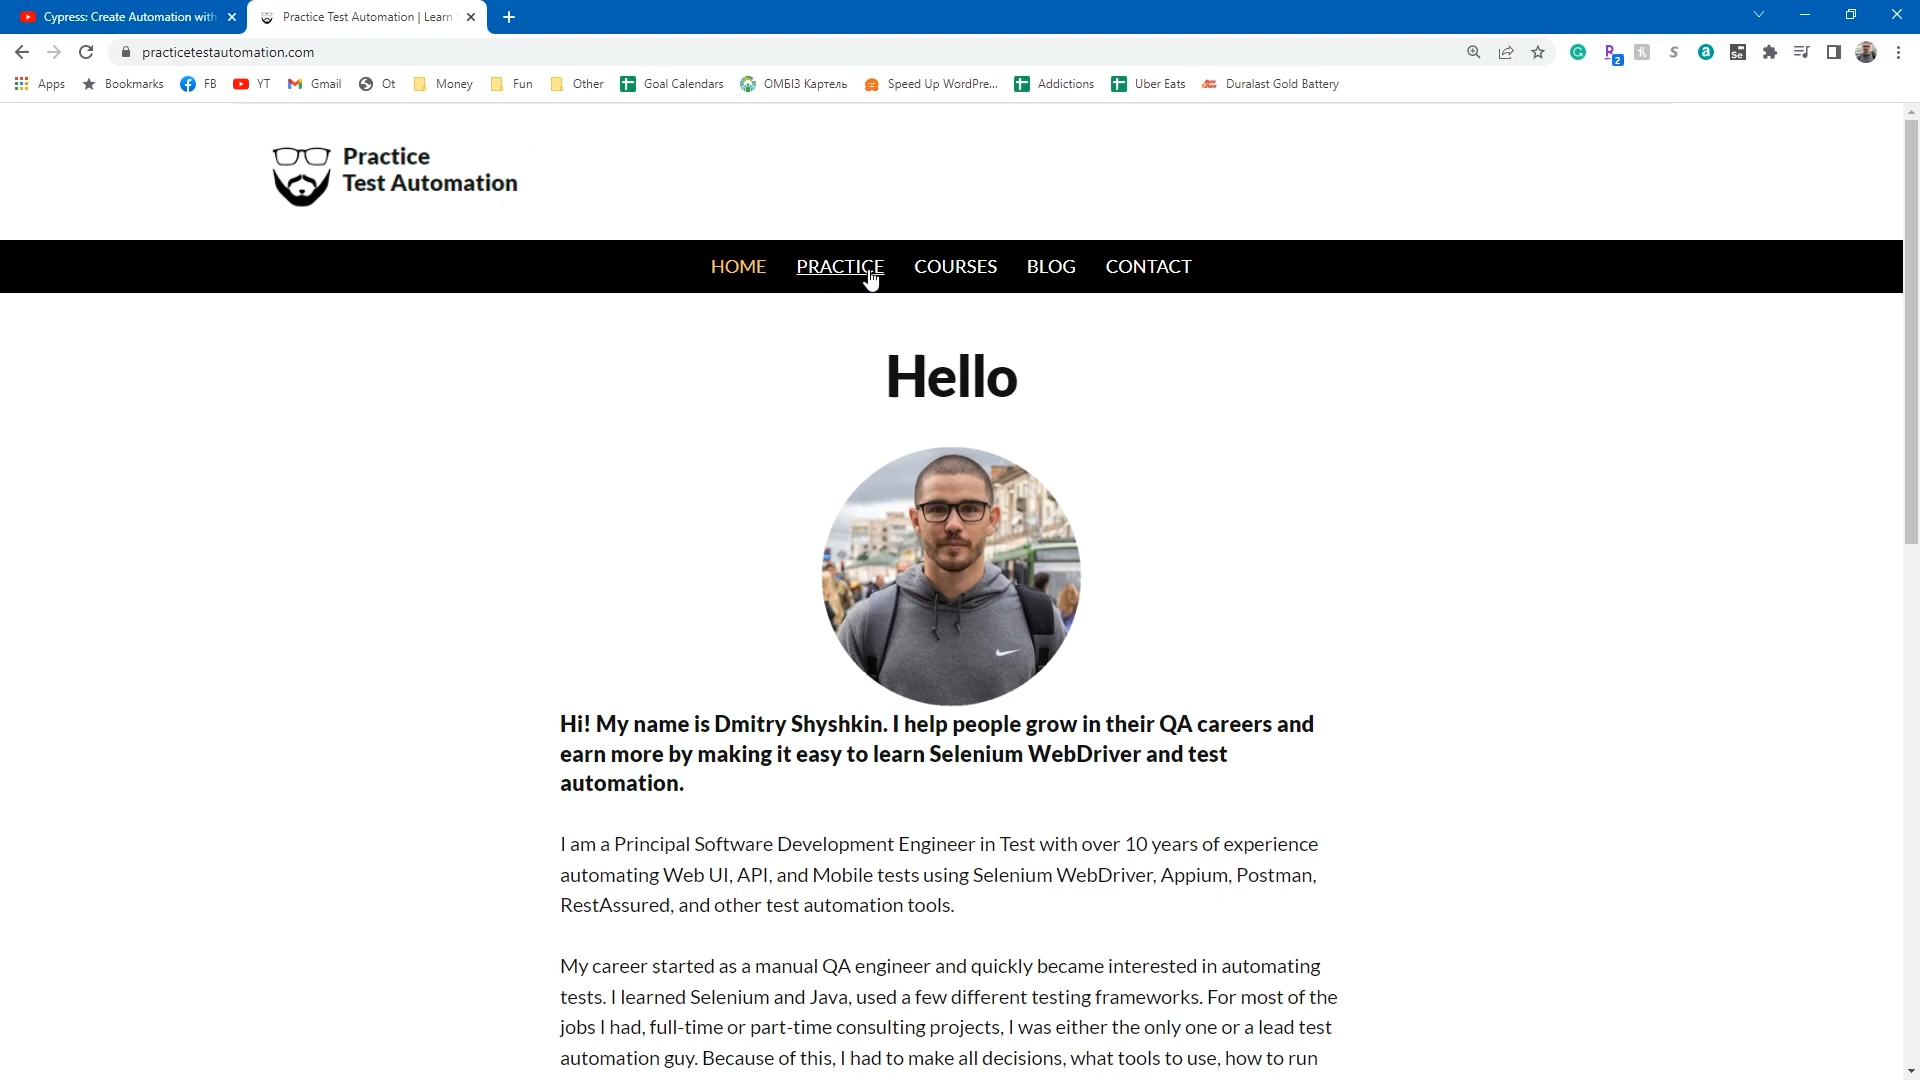 Cypress: Create Automation with
Practice Test Automation | Learn
practicetestautomation.com
2
Se
Apps
Bookmarks
FB
YT
Gmail
Ot
Money
Fun
Other
Goal Calendars
ОМБІЗ Картель
Speed Up WordPre...
Addictions
Uber Eats
Duralast Gold Battery
Practice
Test Automation
HOME PRACTICE COURSES BLOG CONTACT
Hello
Hi! My name is Dmitry Shyshkin. I help people grow in their QA careers and
earn more by making it easy to learn Selenium WebDriver and test
automation.
I am a Principal Software Development Engineer in Test with over 10 years of experience
automating Web UI, API, and Mobile tests using Selenium WebDriver, Appium, Postman,
RestAssured, and other test automation tools.
My career started as a manual QA engineer and quickly became interested in automating
tests. I learned Selenium and Java, used a few different testing frameworks. For most of the
jobs I had, full-time or part-time consulting projects, I was either the only one or a lead test
automation guy. Because of this, I had to make all decisions, what tools to use, how to run